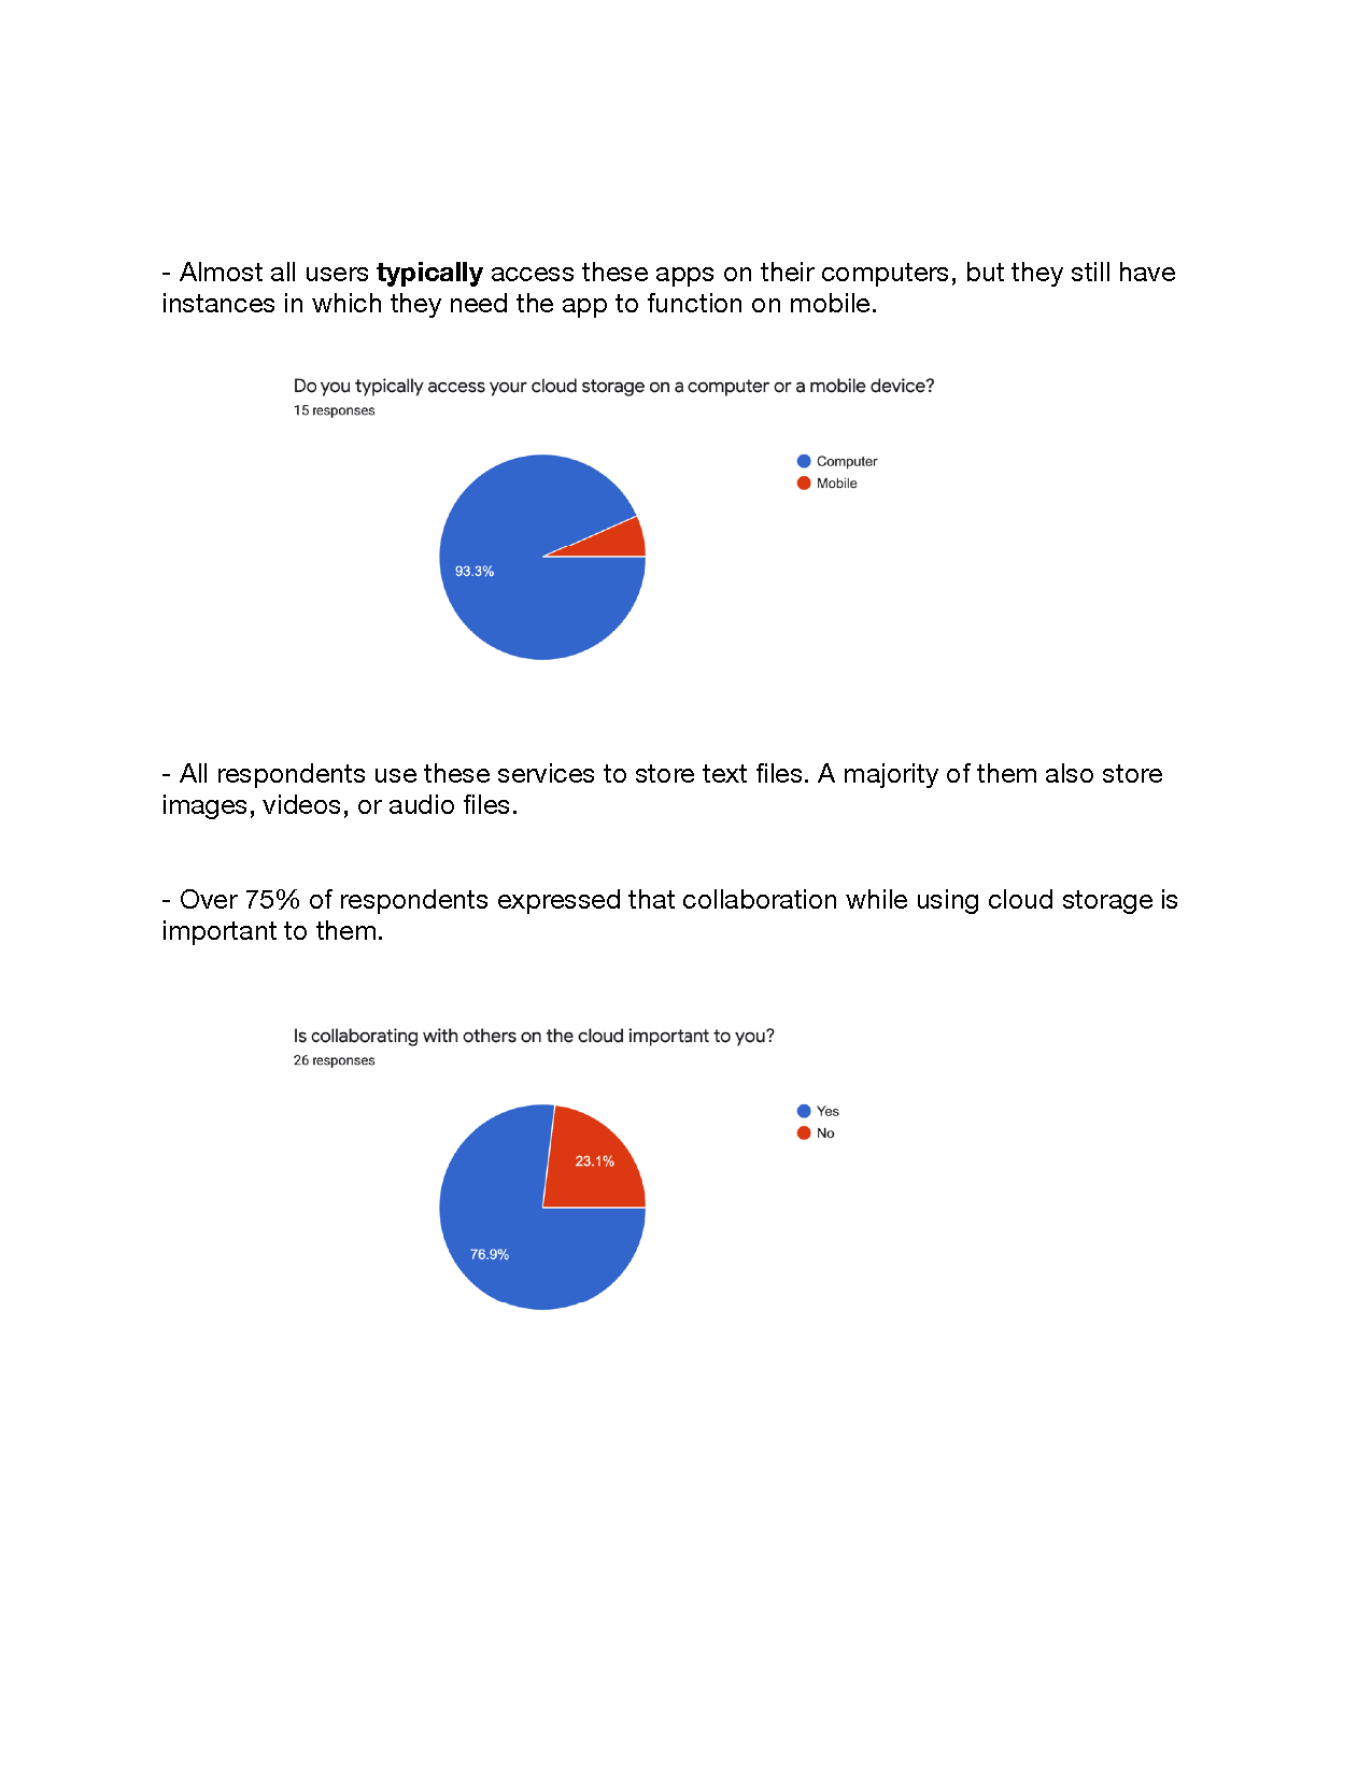 - Almost all users typically access these apps on their computers, but they still have
instances in which they need the app to function on mobile.
Do you typically access your cloud storage on a computer or a mobile device?
15 responses
Computer
Mobile
93.3%
- All respondents use these services to store text files. A majority of them also store
images, videos, or audio files.
- Over 75% of respondents expressed that collaboration while using cloud storage is
important to them.
Is collaborating with others on the cloud important to you?
26 responses
Yes
No
23.1%
76.9%